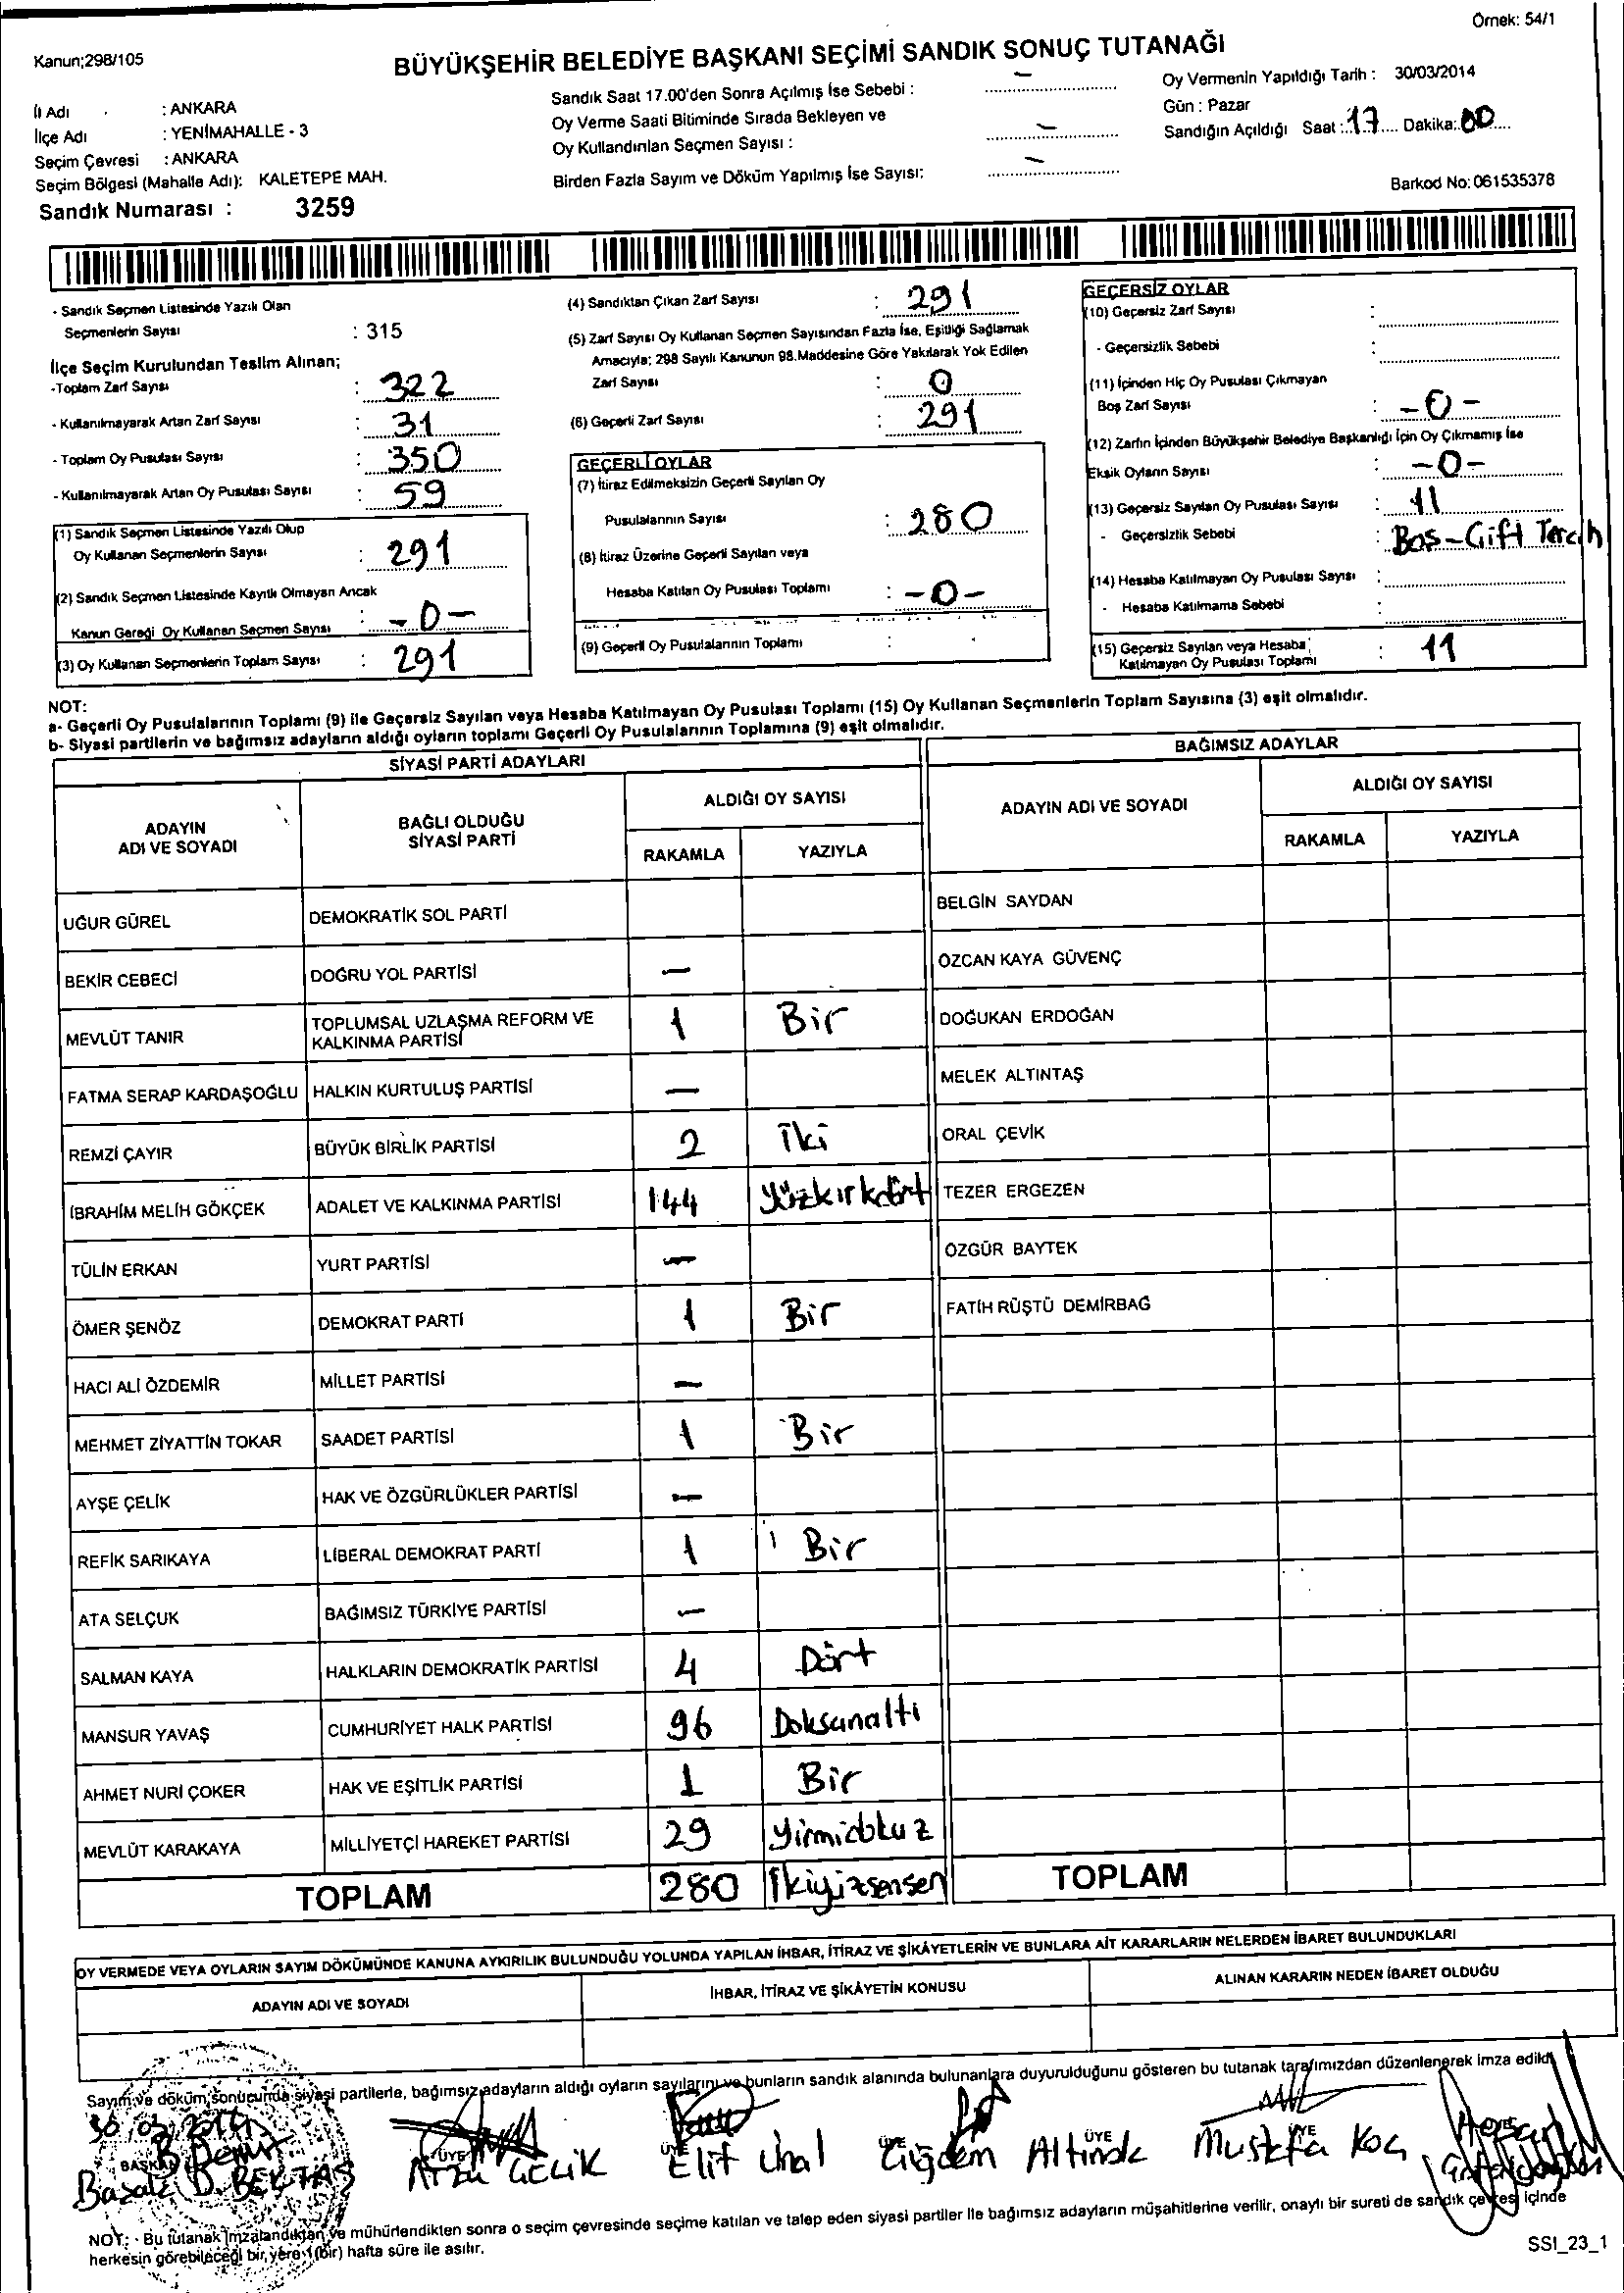 Örnek: 54/1
Kanun;298/105
BÜYÜKŞEHİR BELEDİYE BAŞKANI SEÇİMİ SANDIK SONUÇ TUTANAĞI
İl Adı : ANKARA
İlçe Adı : YENİMAHALLE - 3
Seçim Çevresi : ANKARA
Seçim Bölgesi (Mahalle Adı): KALETEPE MAH.
Sandık Numarası : 3259
Sandık Saat 17.00'den Sonra Açılmış İse Sebebi : -
Oy Verme Saati Bitiminde Sırada Bekleyen ve
Oy Kullandırılan Seçmen Sayısı : -
Birden Fazla Sayım ve Döküm Yapılmış İse Sayısı: -
Oy Vermenin Yapıldığı Tarih : 30/03/2014
Gün : Pazar
Sandığın Açıldığı Saat : 17 Dakika: 00
Barkod No: 061535378
- Sandık Seçmen Listesinde Yazılı Olan
Seçmenlerin Sayısı : 315
İlçe Seçim Kurulundan Teslim Alınan;
-Toplam Zarf Sayısı : 322
- Kullanılmayarak Artan Zarf Sayısı : 31
- Toplam Oy Pusulası Sayısı : 350
- Kullanılmayarak Artan Oy Pusulası Sayısı : 59
(1) Sandık Seçmen Listesinde Yazılı Olup
Oy Kullanan Seçmenlerin Sayısı : 291
(2) Sandık Seçmen Listesinde Kayıtlı Olmayan Ancak
Kanun Gereği Oy Kullanan Seçmen Sayısı : -0-
(3) Oy Kullanan Seçmenlerin Toplam Sayısı : 291
(4) Sandıktan Çıkan Zarf Sayısı : 291
(5) Zarf Sayısı Oy Kullanan Seçmen Sayısından Fazla İse, Eşitliği Sağlamak
Amacıyla; 298 Sayılı Kanunun 98.Maddesine Göre Yakılarak Yok Edilen
Zarf Sayısı : 0
(6) Geçerli Zarf Sayısı : 291
GEÇERLİ OYLAR
(7) İtiraz Edilmeksizin Geçerli Sayılan Oy
Pusulalarının Sayısı : 280
(8) İtiraz Üzerine Geçerli Sayılan veya
Hesaba Katılan Oy Pusulası Toplamı : -0-
(9) Geçerli Oy Pusulalarının Toplamı :
GEÇERSİZ OYLAR
(10) Geçersiz Zarf Sayısı :
- Geçersizlik Sebebi :
(11) İçinden Hiç Oy Pusulası Çıkmayan
Boş Zarf Sayısı : -0-
(12) Zarfın İçinden Büyükşehir Belediye Başkanlığı İçin Oy Çıkmamış İse
Eksik Oyların Sayısı : -0-
(13) Geçersiz Sayılan Oy Pusulası Sayısı : 11
- Geçersizlik Sebebi : Boş-Çift Tercih
(14) Hesaba Katılmayan Oy Pusulası Sayısı :
- Hesaba Katılmama Sebebi :
(15) Geçersiz Sayılan veya Hesaba
Katılmayan Oy Pusulası Toplamı : 11
NOT:
a- Geçerli Oy Pusulalarının Toplamı (9) ile Geçersiz Sayılan veya Hesaba Katılmayan Oy Pusulası Toplamı (15) Oy Kullanan Seçmenlerin Toplam Sayısına (3) eşit olmalıdır.
b- Siyasi partilerin ve bağımsız adayların aldığı oyların toplamı Geçerli Oy Pusulalarının Toplamına (9) eşit olmalıdır.
SİYASİ PARTİ ADAYLARI
ADAYIN ADI VE SOYADI
BAĞLI OLDUĞU SİYASİ PARTİ
ALDIĞI OY SAYISI
RAKAMLA YAZIYLA
UĞUR GÜREL DEMOKRATİK SOL PARTİ
BEKİR CEBECİ DOĞRU YOL PARTİSİ -
MEVLÜT TANIR TOPLUMSAL UZLAŞMA REFORM VE KALKINMA PARTİSİ 1 Bir
FATMA SERAP KARDAŞOĞLU HALKIN KURTULUŞ PARTİSİ -
REMZİ ÇAYIR BÜYÜK BİRLİK PARTİSİ 2 İki
İBRAHİM MELİH GÖKÇEK ADALET VE KALKINMA PARTİSİ 144 Yüzkırkdört
TÜLİN ERKAN YURT PARTİSİ -
ÖMER ŞENÖZ DEMOKRAT PARTİ 1 Bir
HACI ALİ ÖZDEMİR MİLLET PARTİSİ -
MEHMET ZİYATTİN TOKAR SAADET PARTİSİ 1 Bir
AYŞE ÇELİK HAK VE ÖZGÜRLÜKLER PARTİSİ -
REFİK SARIKAYA LİBERAL DEMOKRAT PARTİ 1 Bir
ATA SELÇUK BAĞIMSIZ TÜRKİYE PARTİSİ -
SALMAN KAYA HALKLARIN DEMOKRATİK PARTİSİ 4 Dört
MANSUR YAVAŞ CUMHURİYET HALK PARTİSİ 96 Doksanaltı
AHMET NURİ ÇOKER HAK VE EŞİTLİK PARTİSİ 1 Bir
MEVLÜT KARAKAYA MİLLİYETÇİ HAREKET PARTİSİ 29 Yirmidokuz
TOPLAM 280 İkiyüzsensen
BAĞIMSIZ ADAYLAR
ADAYIN ADI VE SOYADI
ALDIĞI OY SAYISI
RAKAMLA YAZIYLA
BELGİN SAYDAN
ÖZCAN KAYA GÜVENÇ
DOĞUKAN ERDOĞAN
MELEK ALTINTAŞ
ORAL ÇEVİK
TEZER ERGEZEN
ÖZGÜR BAYTEK
FATİH RÜŞTÜ DEMİRBAĞ
TOPLAM
OY VERMEDE VEYA OYLARIN SAYIM DÖKÜMÜNDE KANUNA AYKIRILIK BULUNDUĞU YOLUNDA YAPILAN İHBAR, İTİRAZ VE ŞİKÂYETLERİN VE BUNLARA AİT KARARLARIN NELERDEN İBARET BULUNDUKLARI
ADAYIN ADI VE SOYADI
İHBAR, İTİRAZ VE ŞİKÂYETİN KONUSU
ALINAN KARARIN NEDEN İBARET OLDUĞU
Sayım ve döküm sonucunda siyasi partilerle, bağımsız adayların aldığı oyların sayılarını ve bunların sandık alanında bulunanlara duyurulduğunu gösteren bu tutanak tarafımızdan düzenlenerek imza edildi
30/03/2014
BAŞKAN ÜYE ÜYE ÜYE ÜYE ÜYE
D. BEKTAŞ Arzu Elif Ünal Çiğdem Mustafa Koç Hasan
NOT: - Bu tutanak İmzalandıktan ve mühürlendikten sonra o seçim çevresinde seçime katılan ve talep eden siyasi partiler ile bağımsız adayların müşahitlerine verilir, onaylı bir sureti de sandık çevresi içinde
herkesin görebileceği bir yere 1 (bir) hafta süre ile asılır.
SSI_23_1